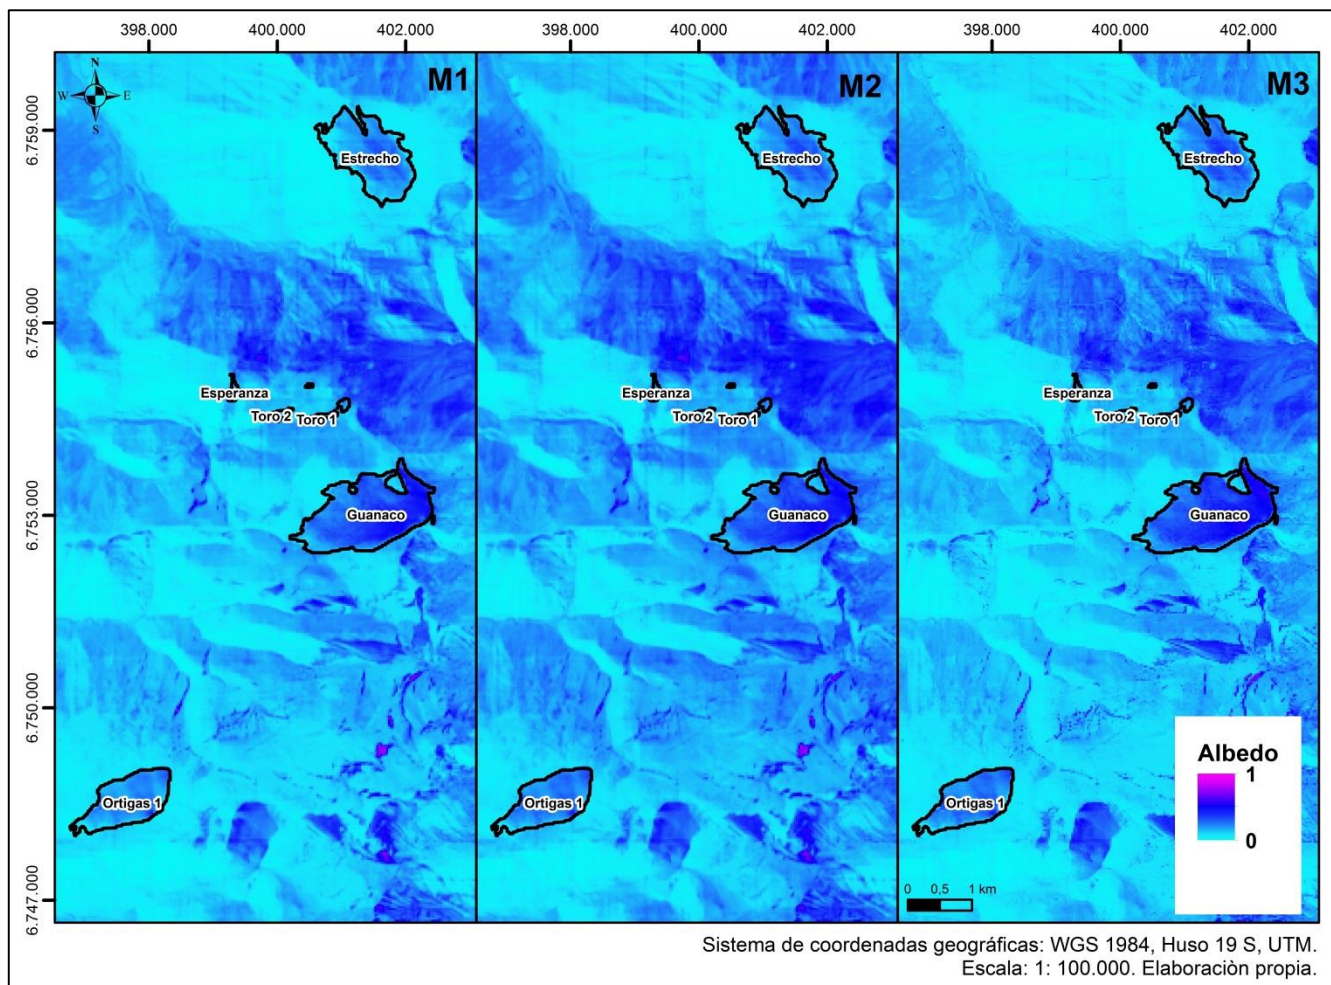 398.000 400.000 402.000 398.000 400.000 402.000 398.000 400.000 402.000
M1 M2 M3
N
W E
S
6.759.000
6.756.000
6.753.000
6.750.000
6.747.000
Estrecho
Esperanza
Toro 2 Toro 1
Guanaco
Ortigas 1
Estrecho
Esperanza
Toro 2 Toro 1
Guanaco
Ortigas 1
Estrecho
Esperanza
Toro 2 Toro 1
Guanaco
Ortigas 1
Albedo
1
0
0 0,5 1 km
Sistema de coordenadas geográficas: WGS 1984, Huso 19 S, UTM.
Escala: 1: 100.000. Elaboraciòn propia.